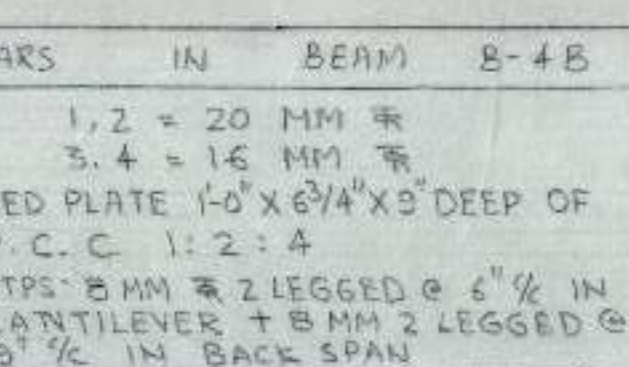 ARS IN BEAM B-4B
1,2 = 20 MM
3.4 = 16 MM
ED PLATE 1'-0" X 6 3/4" X 9" DEEP OF
. C. C 1:2:4
TPS- 8 MM 2 LEGGED @ 6" C/C IN
ANTILEVER + 8 MM 2 LEGGED @
9" C/C IN BACK SPAN